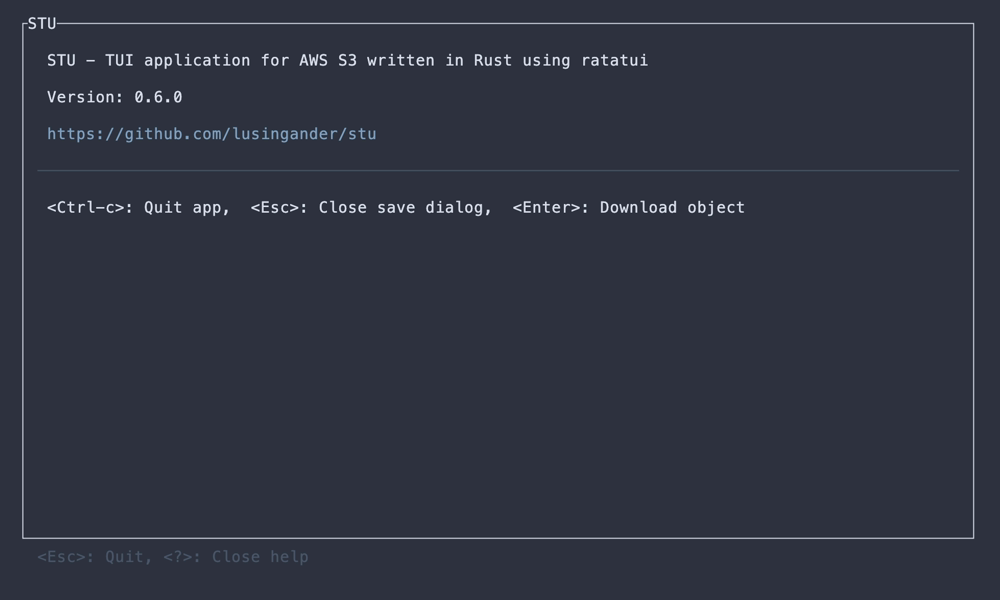 STU
STU - TUI application for AWS S3 written in Rust using ratatui
Version: 0.6.0
https://github.com/lusingander/stu
<Ctrl-c>: Quit app,  <Esc>: Close save dialog,  <Enter>: Download object
<Esc>: Quit, <?>: Close help